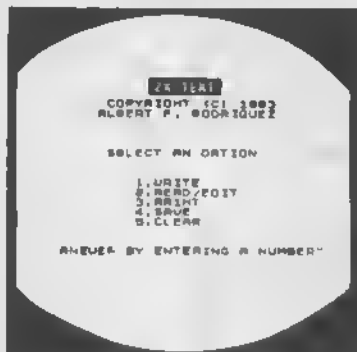 ZX TEXT
COPYRIGHT (C) 1983
ALBERT F. RODRIGUEZ
SELECT AN OPTION
1.WRITE
2.READ/EDIT
3.PRINT
4.SAVE
5.CLEAR
ANSWER BY ENTERING A NUMBER"